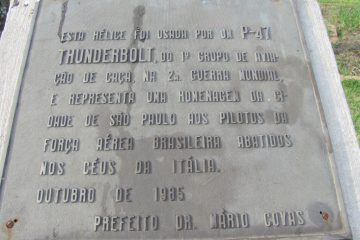 ESTA HÉLICE FOI USADA POR UM P-47
THUNDERBOLT, DO 1º GRUPO DE AVIA-
ÇÃO DE CAÇA, NA 2ª GUERRA MUNDIAL,
E REPRESENTA UMA HOMENAGEM DA CI-
DADE DE SÃO PAULO AOS PILOTOS DA
FORÇA AÉREA BRASILEIRA ABATIDOS
NOS CÉUS DA ITÁLIA.
OUTUBRO DE 1985
PREFEITO DR. MÁRIO COVAS